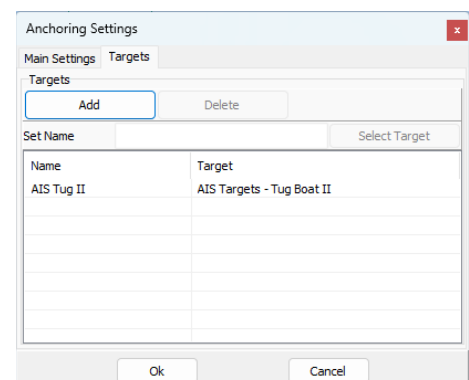 Anchoring Settings
x
Main Settings Targets
Targets
Add Delete
Set Name Select Target
Name Target
AIS Tug II AIS Targets - Tug Boat II
Ok Cancel